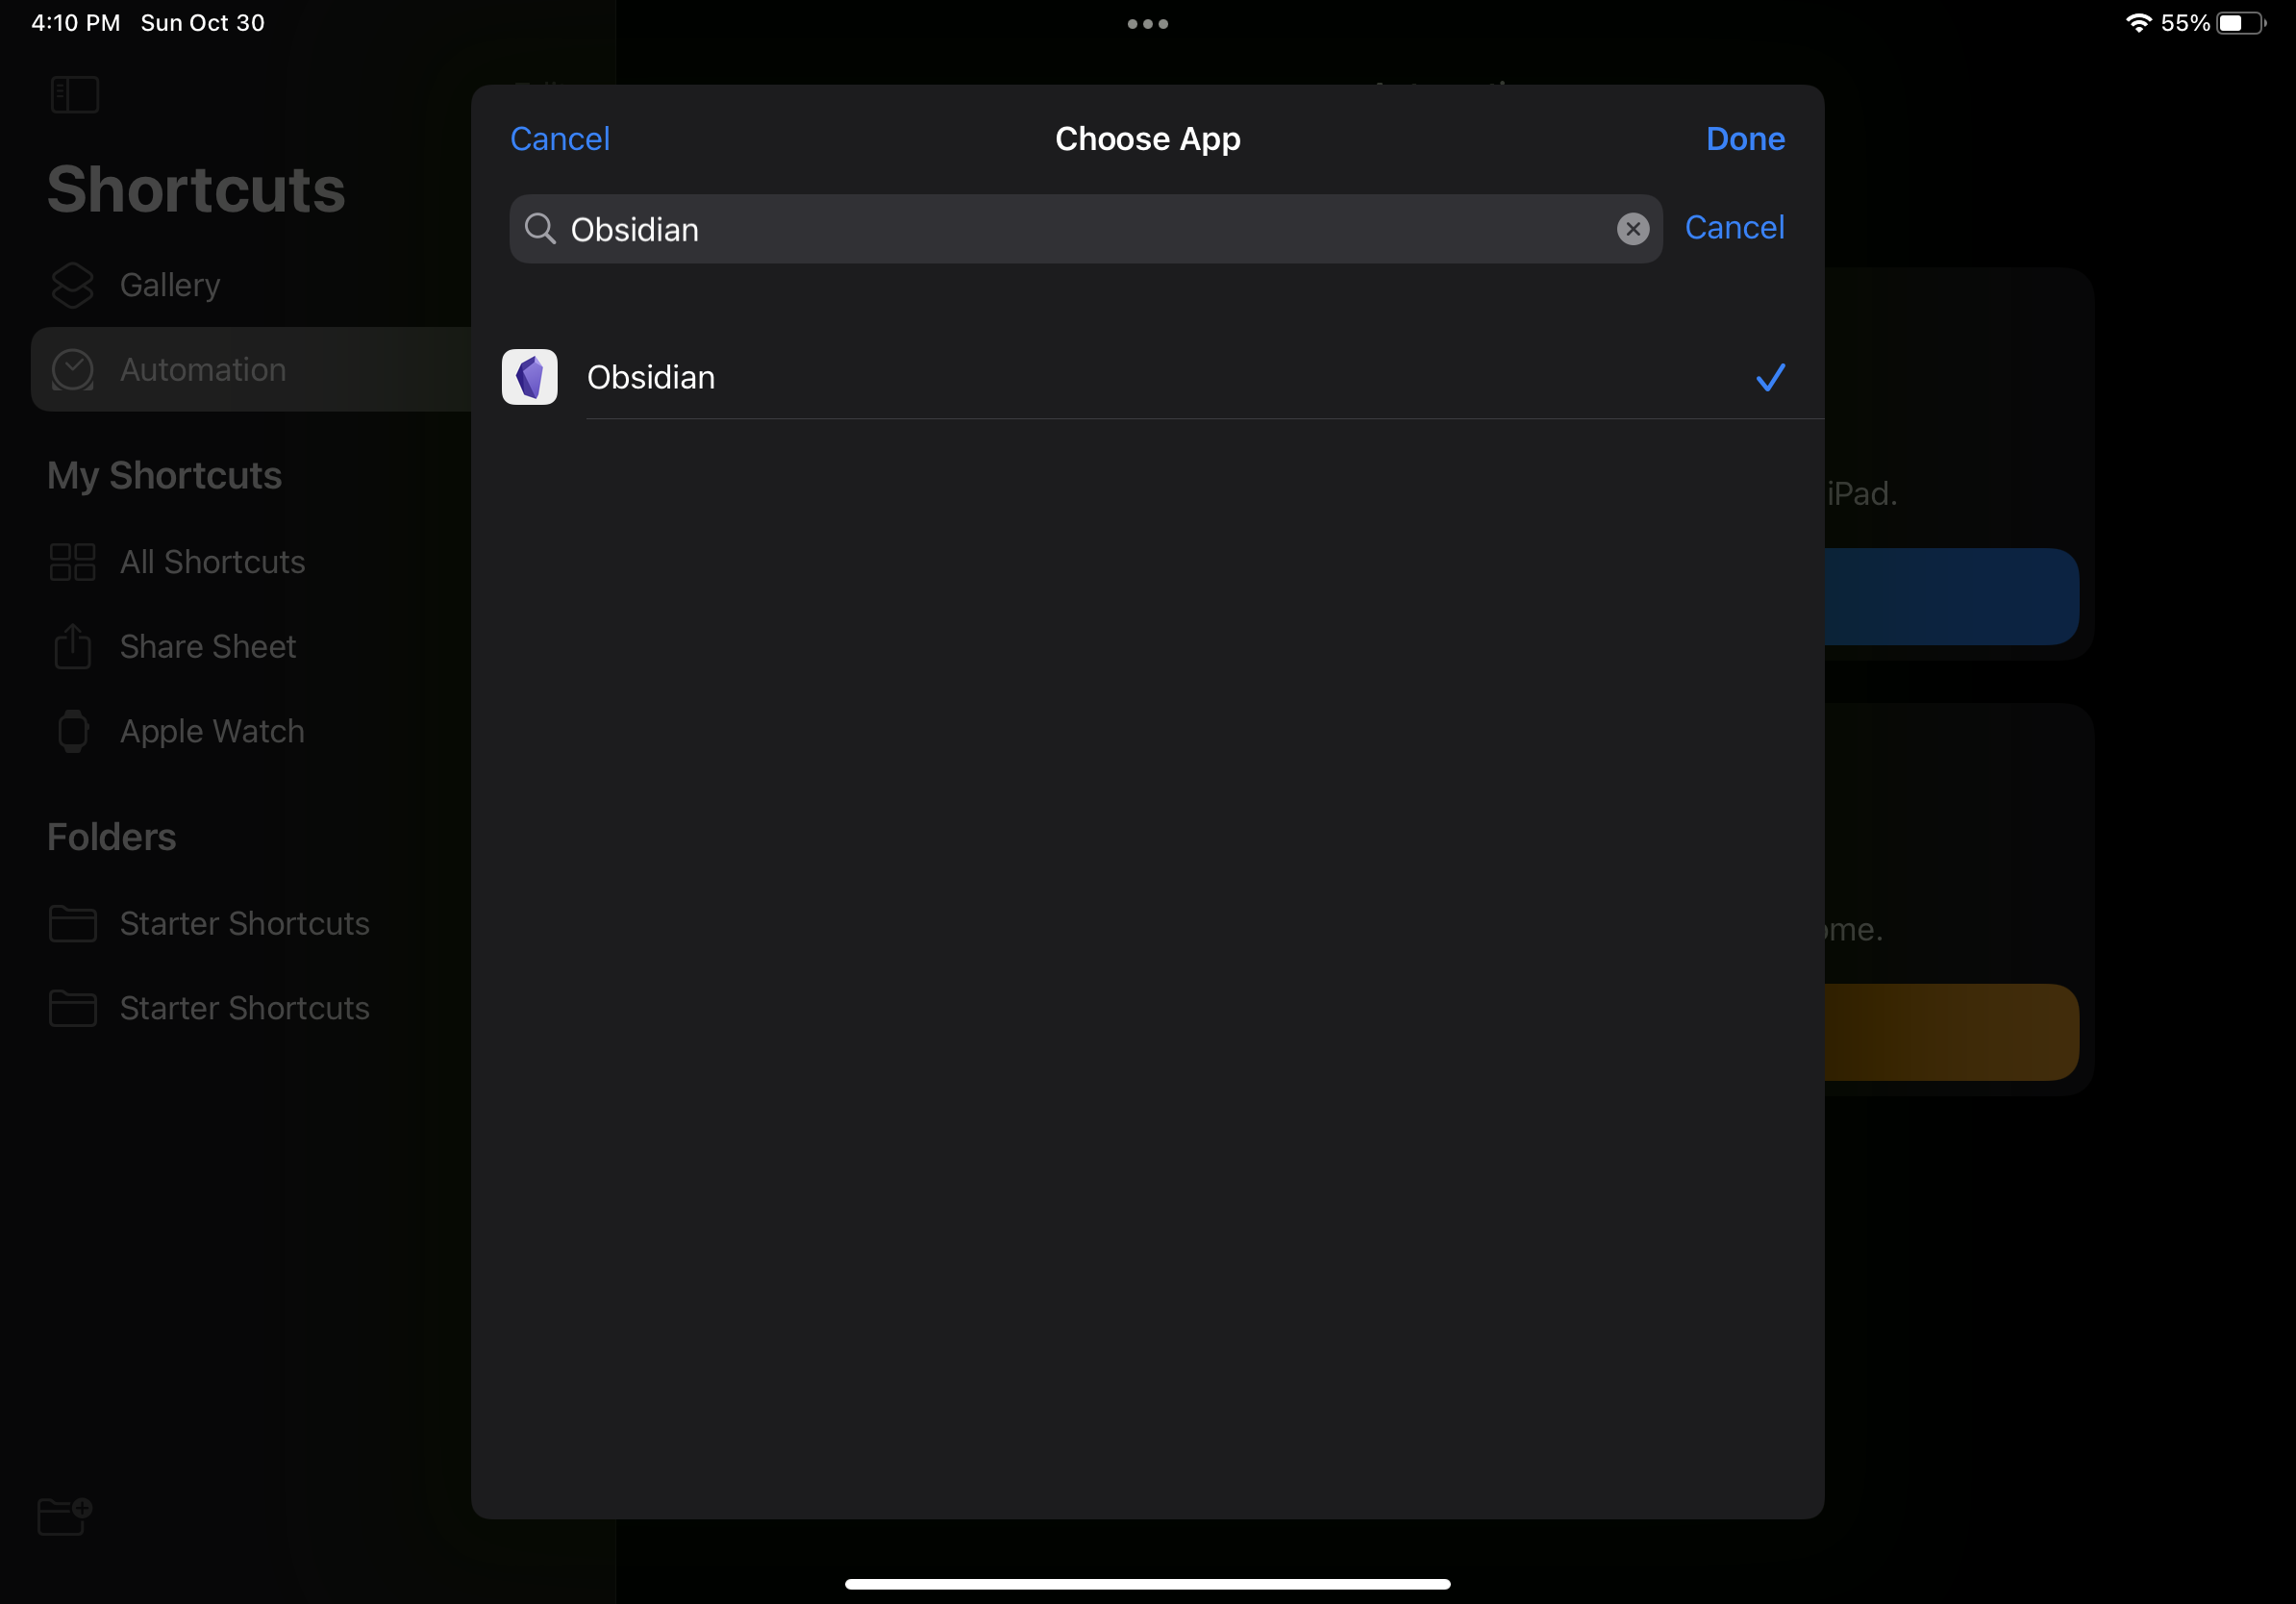 4:10 PM Sun Oct 30
55%
Shortcuts
Gallery
Automation
My Shortcuts
All Shortcuts
Share Sheet
Apple Watch
Folders
Starter Shortcuts
Starter Shortcuts
Cancel Choose App Done
Obsidian Cancel
Obsidian
iPad.